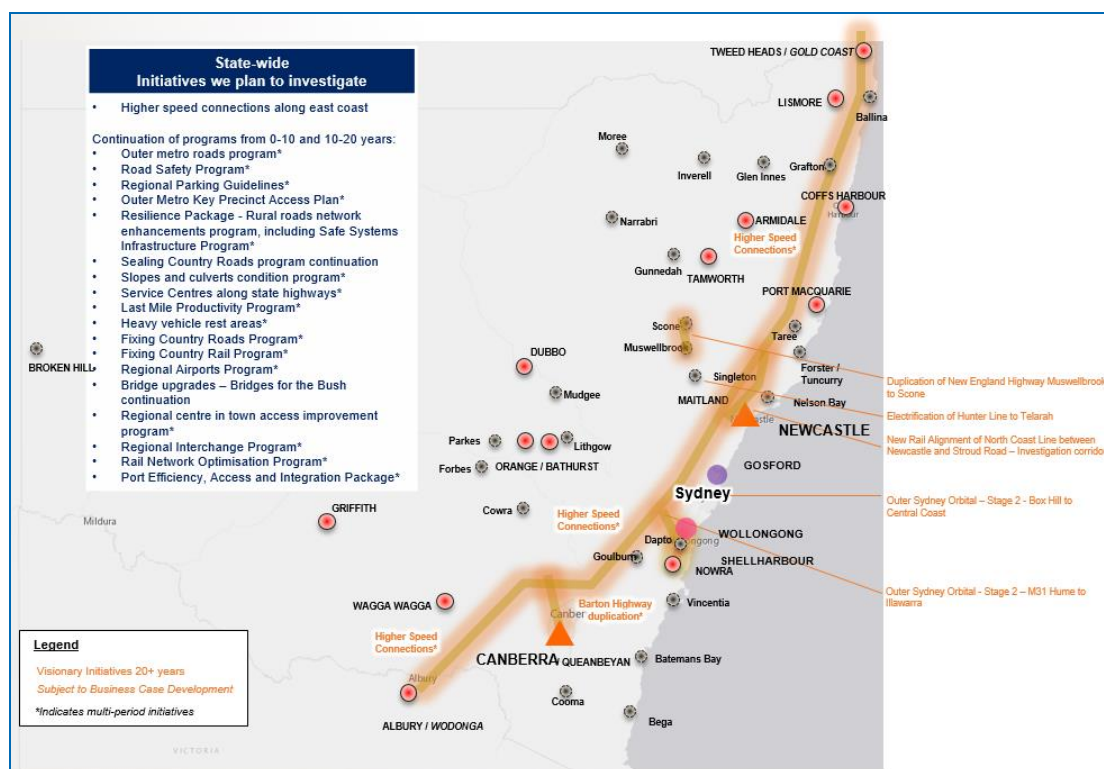 State-wide
Initiatives we plan to investigate
• Higher speed connections along east coast
Continuation of programs from 0-10 and 10-20 years:
• Outer metro roads program*
• Road Safety Program*
• Regional Parking Guidelines*
• Outer Metro Key Precinct Access Plan*
• Resilience Package - Rural roads network
enhancements program, including Safe Systems
Infrastructure Program*
• Sealing Country Roads program continuation
• Slopes and culverts condition program*
• Service Centres along state highways*
• Last Mile Productivity Program*
• Heavy vehicle rest areas*
• Fixing Country Roads Program*
• Fixing Country Rail Program*
• Regional Airports Program*
• Bridge upgrades – Bridges for the Bush
continuation
• Regional centre in town access improvement
program*
• Regional Interchange Program*
• Rail Network Optimisation Program*
• Port Efficiency, Access and Integration Package*
TWEED HEADS / GOLD COAST
LISMORE
Ballina
Moree
Inverell
Glen Innes
Grafton
COFFS HARBOUR
Harbour
Narrabri
ARMIDALE
Higher Speed
Connections*
Gunnedah
TAMWORTH
PORT MACQUARIE
Scone
Muswellbrook
Taree
BROKEN HILL
DUBBO
Forster /
Tuncurry
Singleton
Duplication of New England Highway Muswellbrook
to Scone
Mudgee
MAITLAND
Nelson Bay
Electrification of Hunter Line to Telarah
NEWCASTLE
Parkes
Lithgow
New Rail Alignment of North Coast Line between
Newcastle and Stroud Road – Investigation corrido
Forbes
ORANGE / BATHURST
GOSFORD
Sydney
Outer Sydney Orbital – Stage 2 - Box Hill to
Central Coast
GRIFFITH
Mildura
Cowra
Higher Speed
Connections*
WOLLONGONG
Dapto
Goulburn
SHELLHARBOUR
NOWRA
Outer Sydney Orbital - Stage 2 – M31 Hume to
Illawarra
WAGGA WAGGA
Vincentia
Barton Highway
duplication*
Canber
Higher Speed
Connections*
CANBERRA / QUEANBEYAN
Batemans Bay
Albury
Cooma
ALBURY / WODONGA
Bega
Legend
Visionary Initiatives 20+ years
Subject to Business Case Development
*Indicates multi-period initiatives
VICTORIA